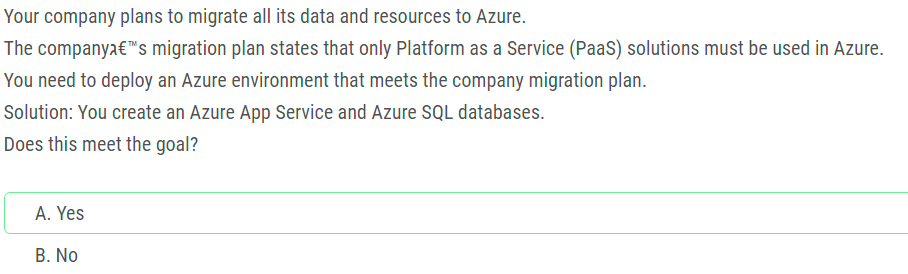 Your company plans to migrate all its data and resources to Azure.
The companyג€™s migration plan states that only Platform as a Service (PaaS) solutions must be used in Azure.
You need to deploy an Azure environment that meets the company migration plan.
Solution: You create an Azure App Service and Azure SQL databases.
Does this meet the goal?
A. Yes
B. No